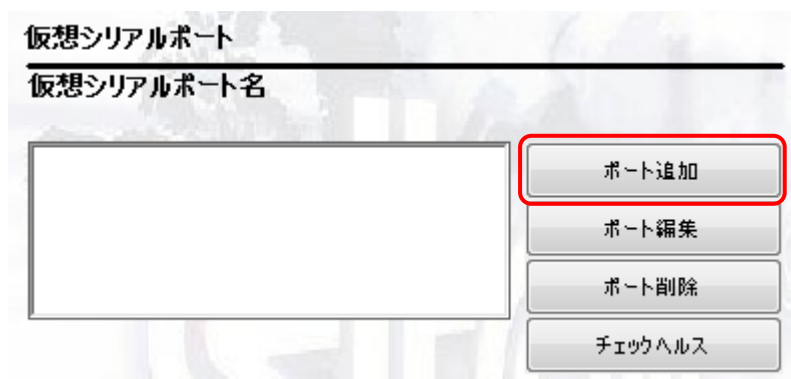 仮想シリアルポート
仮想シリアルポート名
ポート追加
ポート編集
ポート削除
チェックヘルス